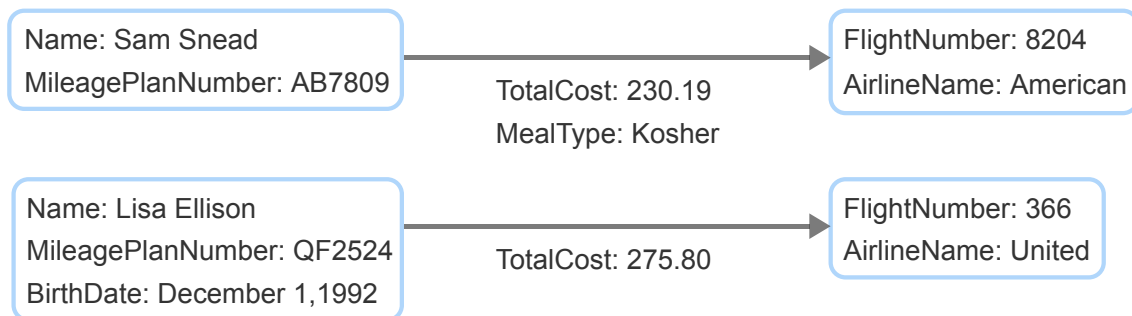 Name: Sam Snead
MileagePlanNumber: AB7809
TotalCost: 230.19
MealType: Kosher
FlightNumber: 8204
AirlineName: American
Name: Lisa Ellison
MileagePlanNumber: QF2524
BirthDate: December 1,1992
TotalCost: 275.80
FlightNumber: 366
AirlineName: United